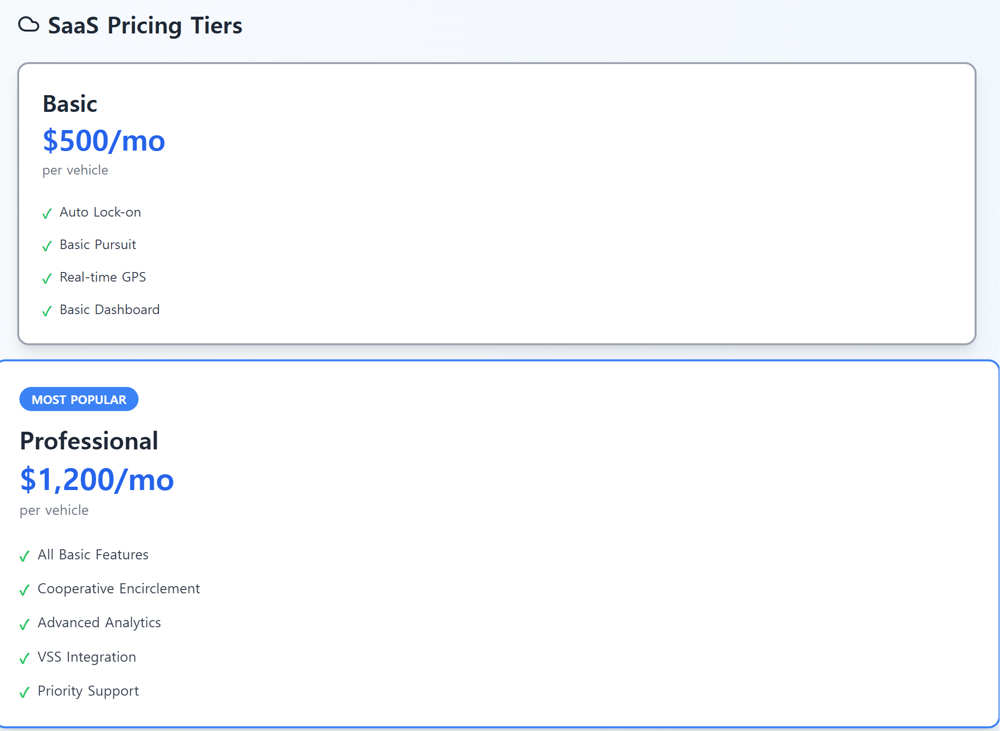 SaaS Pricing Tiers
Basic
$500/mo
per vehicle
✓ Auto Lock-on
✓ Basic Pursuit
✓ Real-time GPS
✓ Basic Dashboard
MOST POPULAR
Professional
$1,200/mo
per vehicle
✓ All Basic Features
✓ Cooperative Encirclement
✓ Advanced Analytics
✓ VSS Integration
✓ Priority Support